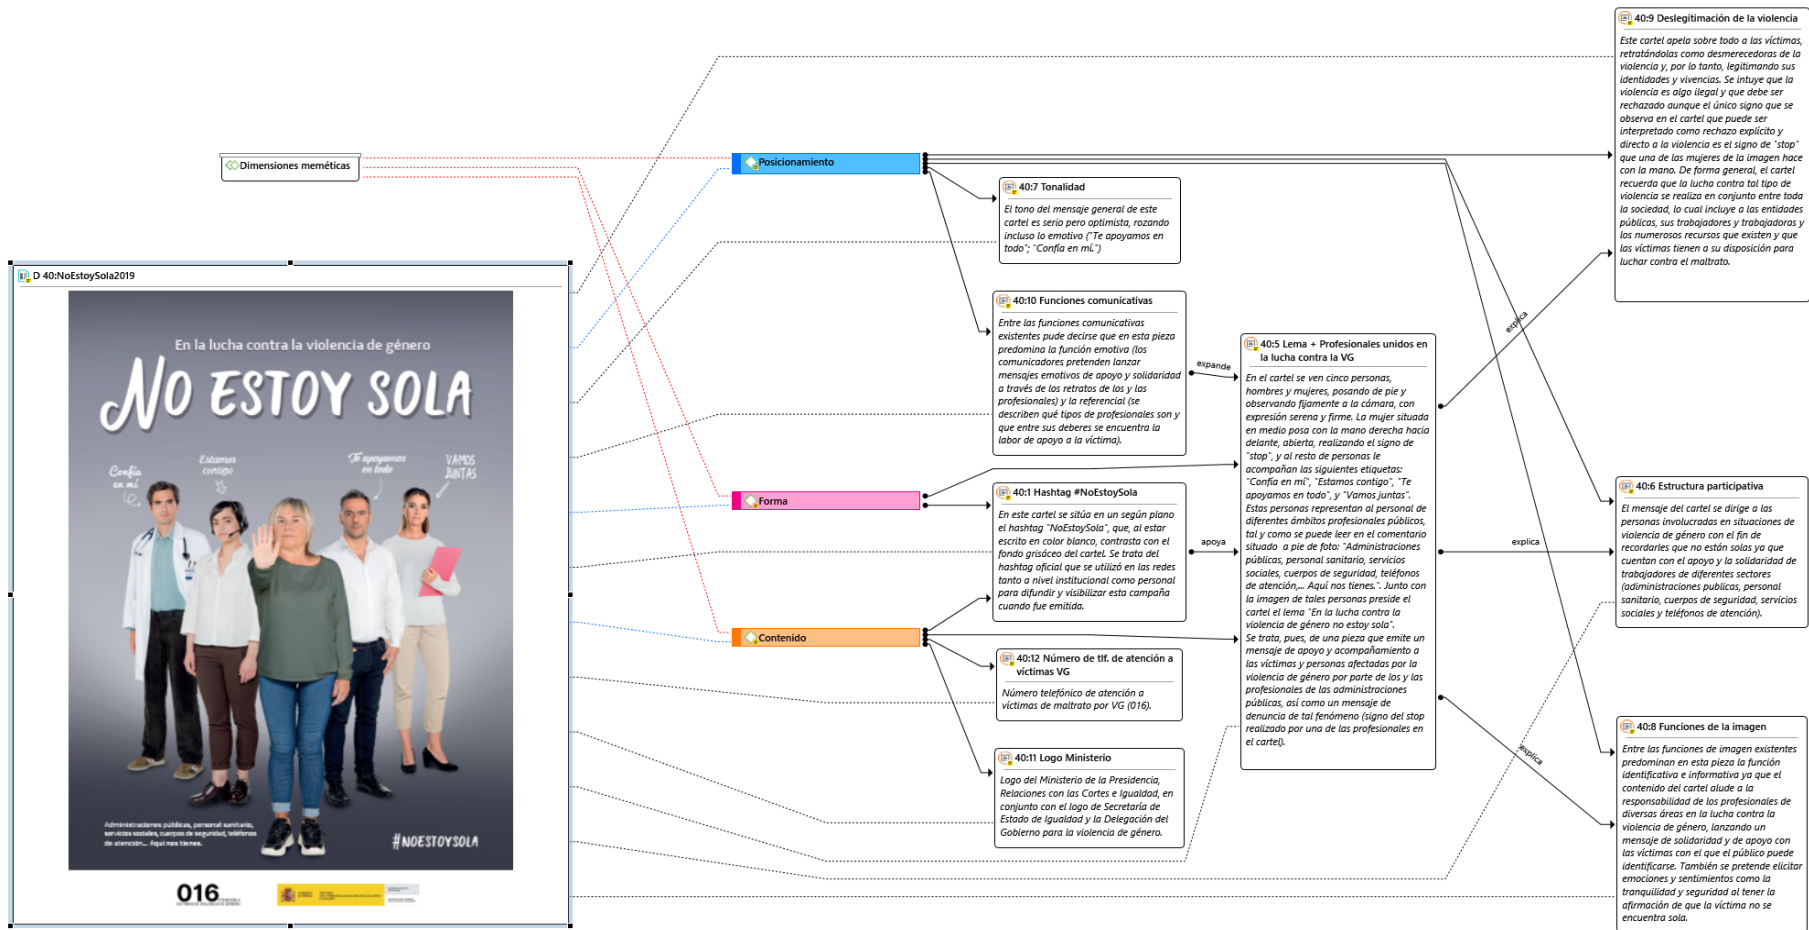 Dimensiones meméticas
D 40:NoEstoySola2019
En la lucha contra la violencia de género
NO ESTOY SOLA
Confía
en mí
Estamos
contigo
Te apoyamos
en todo
VAMOS
JUNTAS
Administraciones públicas, personal sanitario,
servicios sociales, cuerpos de seguridad, teléfonos
de atención... Aquí nos tienes.
#NOESTOYSOLA
016
Posicionamiento
Forma
Contenido
40:7 Tonalidad
El tono del mensaje general de este
cartel es serio pero optimista, rozando
incluso lo emotivo ("Te apoyamos en
todo"; "Confía en mí.")
40:10 Funciones comunicativas
Entre las funciones comunicativas
existentes pude decirse que en esta pieza
predomina la función emotiva (los
comunicadores pretenden lanzar
mensajes emotivos de apoyo y solidaridad
a través de los retratos de los y las
profesionales) y la referencial (se
describen qué tipos de profesionales son y
que entre sus deberes se encuentra la
labor de apoyo a la víctima).
40:1 Hashtag #NoEstoySola
En este cartel se sitúa en un según plano
el hashtag "NoEstoySola", que, al estar
escrito en color blanco, contrasta con el
fondo grisáceo del cartel. Se trata del
hashtag oficial que se utilizó en las redes
tanto a nivel institucional como personal
para difundir y visibilizar esta campaña
cuando fue emitida.
40:12 Número de tlf. de atención a
víctimas VG
Número telefónico de atención a
víctimas de maltrato por VG (016).
40:11 Logo Ministerio
Logo del Ministerio de la Presidencia,
Relaciones con las Cortes e Igualdad, en
conjunto con el logo de Secretaría de
Estado de Igualdad y la Delegación del
Gobierno para la violencia de género.
expande
apoya
40:5 Lema + Profesionales unidos en
la lucha contra la VG
En el cartel se ven cinco personas,
hombres y mujeres, posando de pie y
observando fijamente a la cámara, con
expresión serena y firme. La mujer situada
en medio posa con la mano derecha hacia
delante, abierta, realizando el signo de
"stop", y al resto de personas le
acompañan las siguientes etiquetas:
"Confía en mí", "Estamos contigo", "Te
apoyamos en todo", y "Vamos juntas".
Estas personas representan al personal de
diferentes ámbitos profesionales públicos,
tal y como se puede leer en el comentario
situado a pie de foto: "Administraciones
públicas, personal sanitario, servicios
sociales, cuerpos de seguridad, teléfonos
de atención,... Aquí nos tienes.". Junto con
la imagen de tales personas preside el
cartel el lema "En la lucha contra la
violencia de género no estoy sola".
Se trata, pues, de una pieza que emite un
mensaje de apoyo y acompañamiento a
las víctimas y personas afectadas por la
violencia de género por parte de los y las
profesionales de las administraciones
públicas, así como un mensaje de
denuncia de tal fenómeno (signo del stop
realizado por una de las profesionales en
el cartel).
explica
explica
explica
40:9 Deslegitimación de la violencia
Este cartel apela sobre todo a las víctimas,
retratándolas como desmerecedoras de la
violencia y, por lo tanto, legitimando sus
identidades y vivencias. Se intuye que la
violencia es algo ilegal y que debe ser
rechazado aunque el único signo que se
observa en el cartel que puede ser
interpretado como rechazo explícito y
directo a la violencia es el signo de "stop"
que una de las mujeres de la imagen hace
con la mano. De forma general, el cartel
recuerda que la lucha contra tal tipo de
violencia se realiza en conjunto entre toda
la sociedad, lo cual incluye a las entidades
públicas, sus trabajadores y trabajadoras y
los numerosos recursos que existen y que
las víctimas tienen a su disposición para
luchar contra el maltrato.
40:6 Estructura participativa
El mensaje del cartel se dirige a las
personas involucradas en situaciones de
violencia de género con el fin de
recordarles que no están solas ya que
cuentan con el apoyo y la solidaridad de
trabajadores de diferentes sectores
(adiministraciones publicas, personal
sanitario, cuerpos de seguridad, servicios
sociales y teléfonos de atención).
40:8 Funciones de la imagen
Entre las funciones de imagen existentes
predominan en esta pieza la función
identificativa e informativa ya que el
contenido del cartel alude a la
responsabilidad de los profesionales de
diversas áreas en la lucha contra la
violencia de género, lanzando un
mensaje de solidaridad y de apoyo con
las víctimas con el que el público puede
identificarse. También se pretende elicitar
emociones y sentimientos como la
tranquilidad y seguridad al tener la
afirmación de que la víctima no se
encuentra sola.